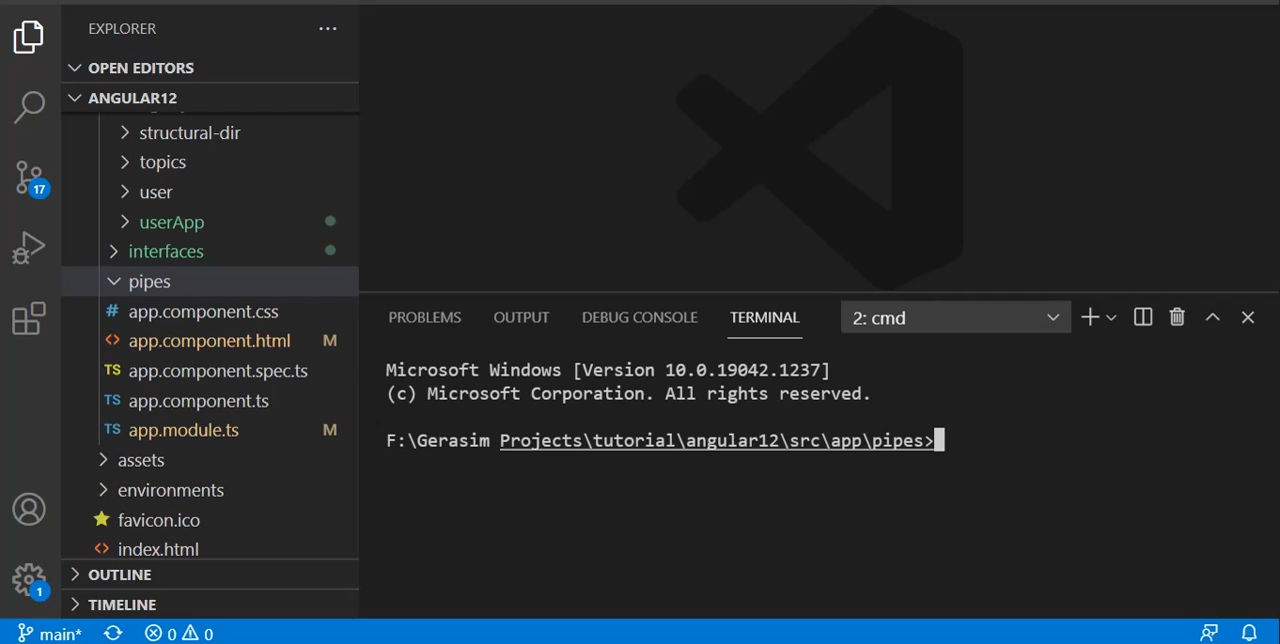 EXPLORER
OPEN EDITORS
ANGULAR12
structural-dir
topics
user
userApp
interfaces
pipes
# app.component.css
<> app.component.html M
TS app.component.spec.ts
TS app.component.ts
TS app.module.ts M
assets
environments
favicon.ico
<> index.html
OUTLINE
TIMELINE
17
1
PROBLEMS OUTPUT DEBUG CONSOLE TERMINAL 2: cmd
Microsoft Windows [Version 10.0.19042.1237]
(c) Microsoft Corporation. All rights reserved.
F:\Gerasim Projects\tutorial\angular12\src\app\pipes>
main* 0 0